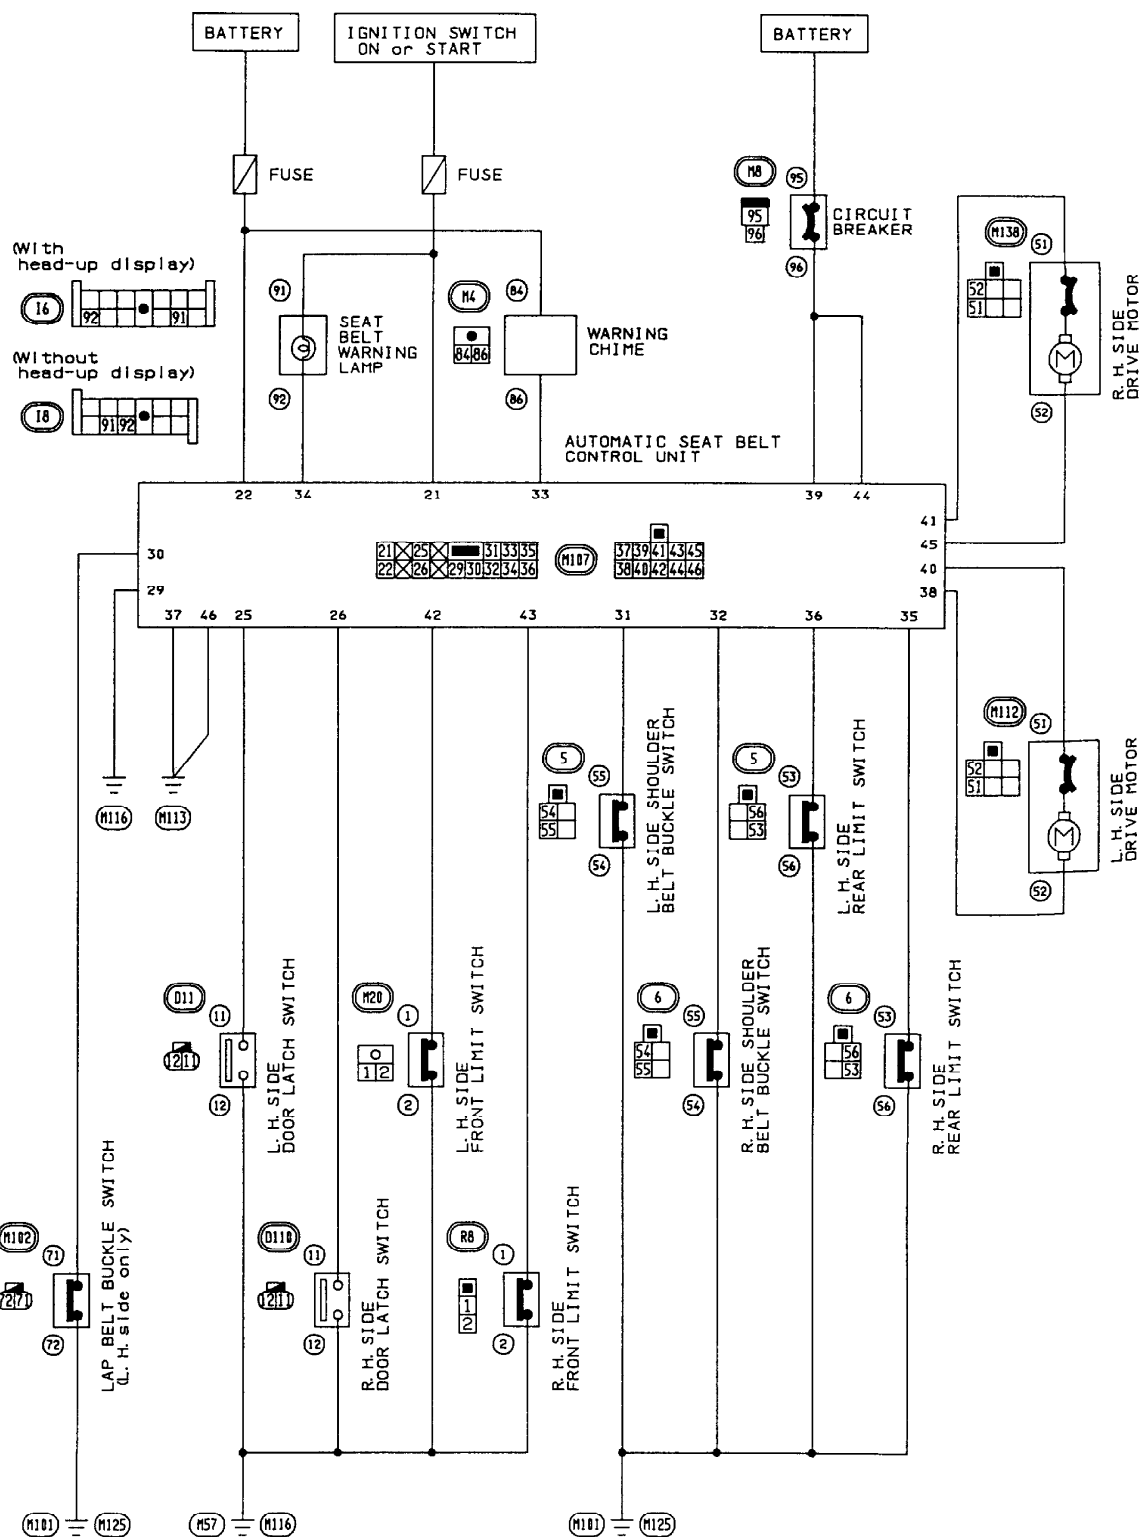 BATTERY
IGNITION SWITCH
ON or START
BATTERY
FUSE
FUSE
M8
95
95
96
96
CIRCUIT
BREAKER
(With
head-up display)
I6
92
91
(Without
head-up display)
I8
91 92
91
92
SEAT
BELT
WARNING
LAMP
M4
84 86
84
86
WARNING
CHIME
M138
51
52
51
52
M
R.H. SIDE
DRIVE MOTOR
AUTOMATIC SEAT BELT
CONTROL UNIT
22
34
21
33
39
44
41
45
40
38
30
29
21 25 31 33 35
22 26 29 30 32 34 36
M107
37 39 41 43 45
38 40 42 44 46
37
46
25
26
42
43
31
32
36
35
M116
M113
5
55
54
55
54
L.H. SIDE SHOULDER
BELT BUCKLE SWITCH
5
53
56
53
56
L.H. SIDE
REAR LIMIT SWITCH
M112
51
52
51
52
M
L.H. SIDE
DRIVE MOTOR
D11
11
12 11
12
L.H. SIDE
DOOR LATCH SWITCH
M20
1
1 2
2
L.H. SIDE
FRONT LIMIT SWITCH
6
55
54
55
54
R.H. SIDE SHOULDER
BELT BUCKLE SWITCH
6
53
56
53
56
R.H. SIDE
REAR LIMIT SWITCH
M102
71
72 71
72
LAP BELT BUCKLE SWITCH
(L.H. side only)
D110
11
12 11
12
R.H. SIDE
DOOR LATCH SWITCH
R8
1
1
2
2
R.H. SIDE
FRONT LIMIT SWITCH
M101
M125
M57
M116
M101
M125